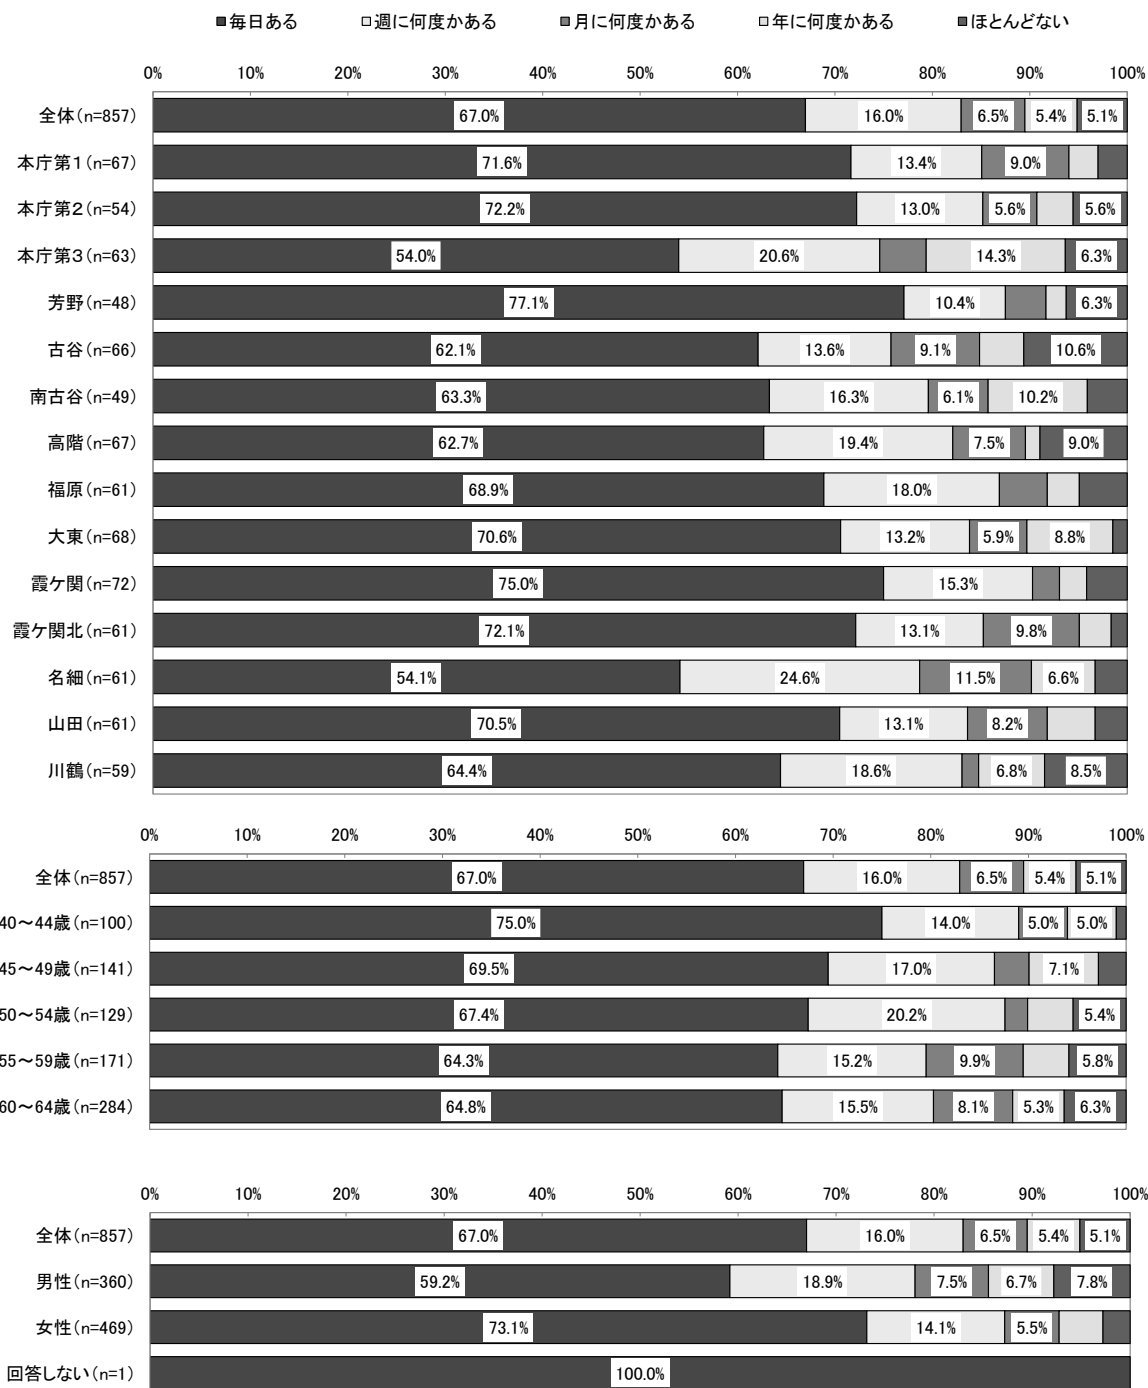 ■毎日ある □週に何度かある ■月に何度かある □年に何度かある ■ほとんどない
0% 10% 20% 30% 40% 50% 60% 70% 80% 90% 100%
全体(n=857) 67.0% 16.0% 6.5% 5.4% 5.1%
本庁第1(n=67) 71.6% 13.4% 9.0%
本庁第2(n=54) 72.2% 13.0% 5.6% 5.6%
本庁第3(n=63) 54.0% 20.6% 14.3% 6.3%
芳野(n=48) 77.1% 10.4% 6.3%
古谷(n=66) 62.1% 13.6% 9.1% 10.6%
南古谷(n=49) 63.3% 16.3% 6.1% 10.2%
高階(n=67) 62.7% 19.4% 7.5% 9.0%
福原(n=61) 68.9% 18.0%
大東(n=68) 70.6% 13.2% 5.9% 8.8%
霞ケ関(n=72) 75.0% 15.3%
霞ケ関北(n=61) 72.1% 13.1% 9.8%
名細(n=61) 54.1% 24.6% 11.5% 6.6%
山田(n=61) 70.5% 13.1% 8.2%
川鶴(n=59) 64.4% 18.6% 6.8% 8.5%
0% 10% 20% 30% 40% 50% 60% 70% 80% 90% 100%
全体(n=857) 67.0% 16.0% 6.5% 5.4% 5.1%
40～44歳(n=100) 75.0% 14.0% 5.0% 5.0%
45～49歳(n=141) 69.5% 17.0% 7.1%
50～54歳(n=129) 67.4% 20.2% 5.4%
55～59歳(n=171) 64.3% 15.2% 9.9% 5.8%
60～64歳(n=284) 64.8% 15.5% 8.1% 5.3% 6.3%
0% 10% 20% 30% 40% 50% 60% 70% 80% 90% 100%
全体(n=857) 67.0% 16.0% 6.5% 5.4% 5.1%
男性(n=360) 59.2% 18.9% 7.5% 6.7% 7.8%
女性(n=469) 73.1% 14.1% 5.5%
回答しない(n=1) 100.0%